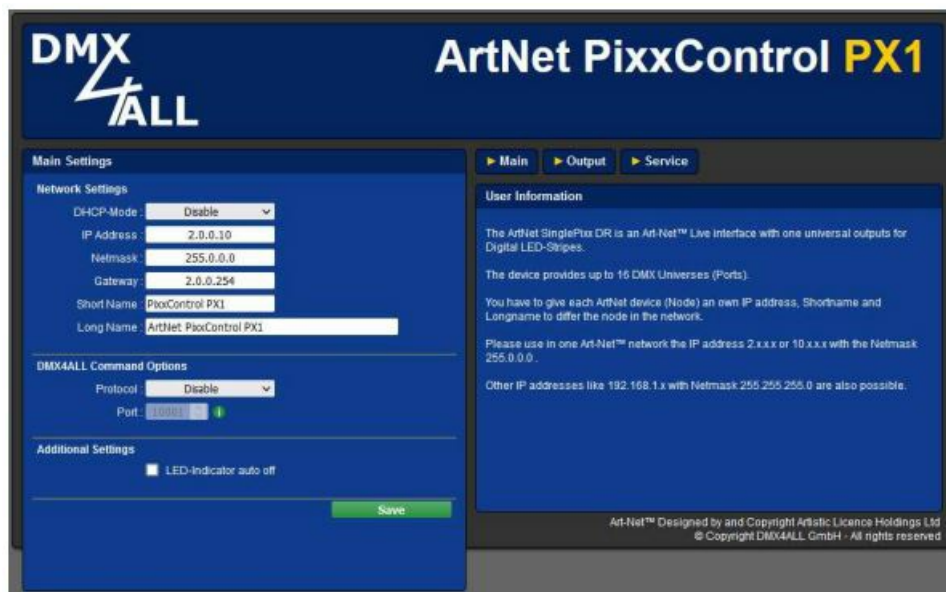 DMX
4
ALL
ArtNet PixxControl PX1
Main Settings
Network Settings
DHCP-Mode : Disable
IP Address : 2.0.0.10
Netmask : 255.0.0.0
Gateway : 2.0.0.254
Short Name : PixxControl PX1
Long Name : ArtNet PixxControl PX1
DMX4ALL Command Options
Protocol : Disable
Port : 10001
Additional Settings
LED-Indicator auto off
Save
Main
Output
Service
User Information
The ArtNet SinglePixx DR is an Art-Net™ Live interface with one universal outputs for
Digital LED-Stripes.
The device provides up to 16 DMX Universes (Ports).
You have to give each ArtNet device (Node) an own IP address, Shortname and
Longname to differ the node in the network.
Please use in one Art-Net™ network the IP address 2.x.x.x or 10.x.x.x with the Netmask
255.0.0.0 .
Other IP addresses like 192.168.1.x with Netmask 255.255.255.0 are also possible.
Art-Net™ Designed by and Copyright Artistic Licence Holdings Ltd
© Copyright DMX4ALL GmbH - All rights reserved